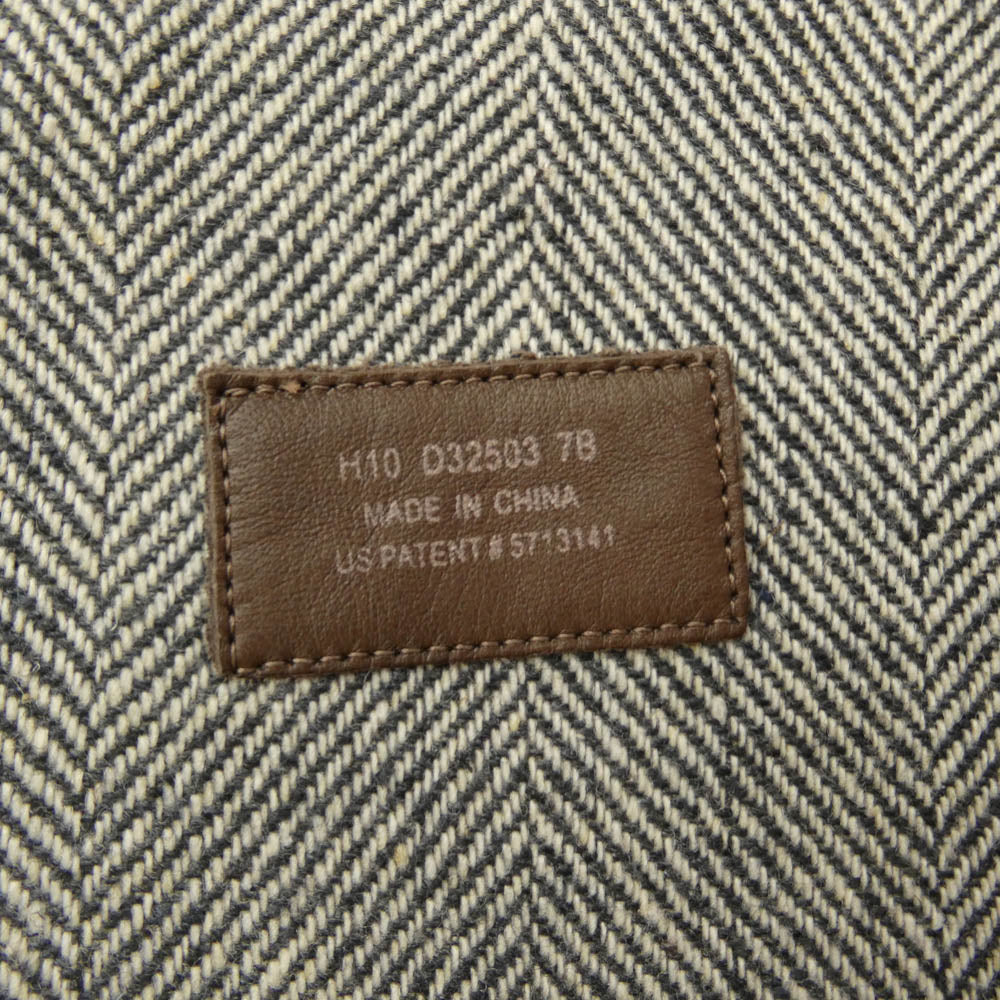 H10 D32503 7B
MADE IN CHINA
US PATENT # 5713141